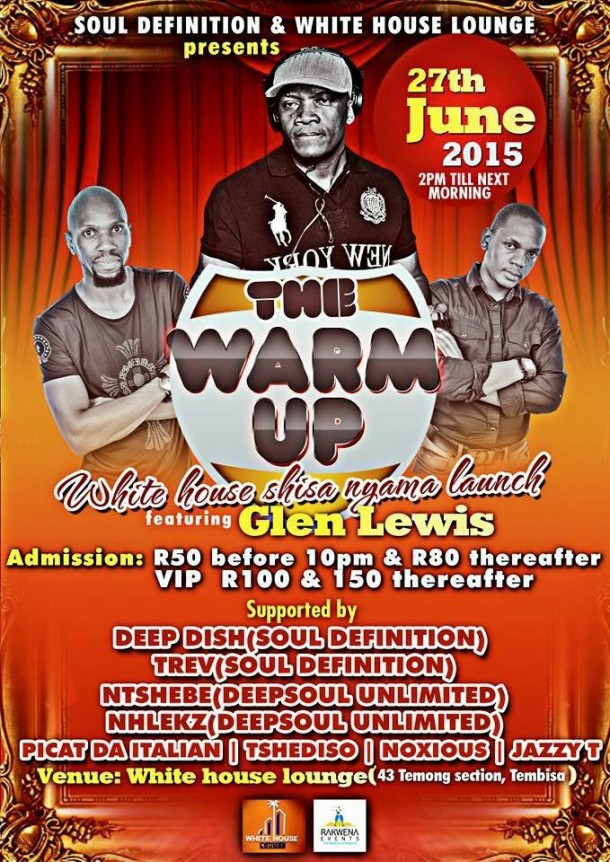 SOUL DEFINITION & WHITE HOUSE LOUNGE
presents
27th
June
2015
2PM TILL NEXT
MORNING
NEW YORK
THE
WARM
UP
White house shisa nyama launch
featuring Glen Lewis
Admission: R50 before 10pm & R80 thereafter
VIP R100 & 150 thereafter
Supported by
DEEP DISH(SOUL DEFINITION)
TREV(SOUL DEFINITION)
NTSHEBE(DEEPSOUL UNLIMITED)
NHLEKZ(DEEPSOUL UNLIMITED)
PICAT DA ITALIAN | TSHEDISO | NOXIOUS | JAZZY T
Venue: White house lounge(43 Temong section, Tembisa)
WHITE HOUSE
LOUNGE
RAKWENA
EVENTS